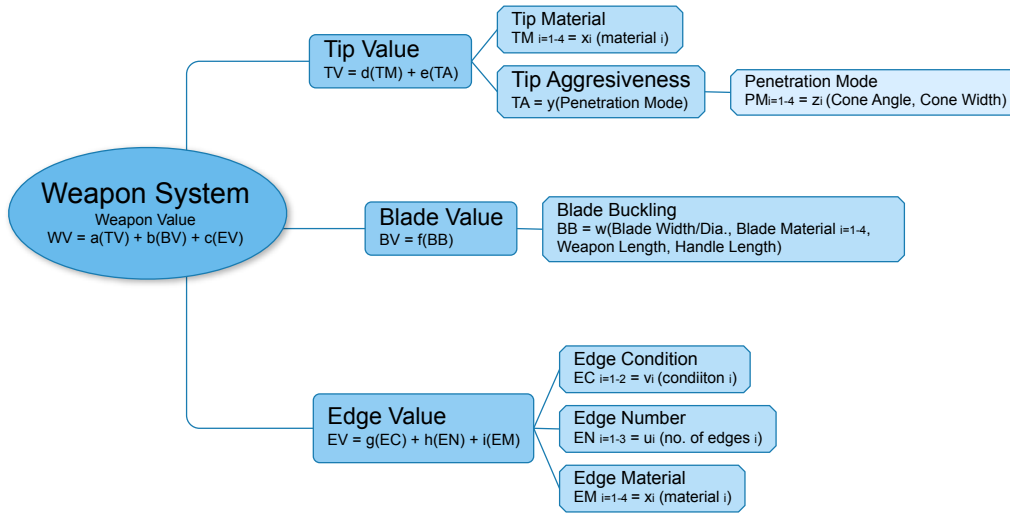 Tip Material
TM i=1-4 = xi (material i)
Tip Value
TV = d(TM) + e(TA)
Tip Aggresiveness
TA = y(Penetration Mode)
Penetration Mode
PMi=1-4 = zi (Cone Angle, Cone Width)
Weapon System
Weapon Value
WV = a(TV) + b(BV) + c(EV)
Blade Value
BV = f(BB)
Blade Buckling
BB = w(Blade Width/Dia., Blade Material i=1-4,
Weapon Length, Handle Length)
Edge Condition
EC i=1-2 = vi (condiiton i)
Edge Value
EV = g(EC) + h(EN) + i(EM)
Edge Number
EN i=1-3 = ui (no. of edges i)
Edge Material
EM i=1-4 = xi (material i)